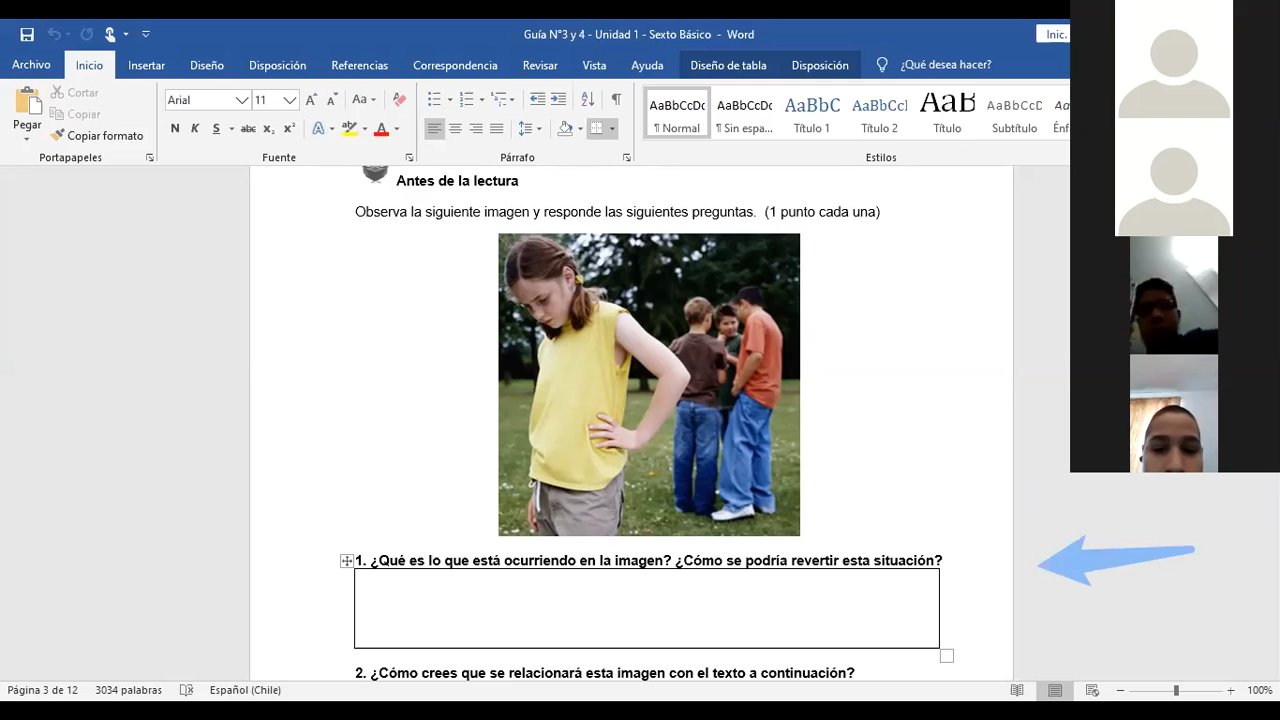 Guía N°3 y 4 - Unidad 1 - Sexto Básico - Word
Inic.
Archivo Inicio Insertar Diseño Disposición Referencias Correspondencia Revisar Vista Ayuda Diseño de tabla Disposición ¿Qué desea hacer?
Pegar
Cortar
Copiar
Copiar formato
Portapapeles
Arial 11
Aa
N K S abc x₂ x² A A
Fuente
Párrafo
AaBbCcDc AaBbCcDc AaBbC AaBbCcI AaB AaBbCcD
¶ Normal ¶ Sin espa... Título 1 Título 2 Título Subtítulo Énf
Estilos
Antes de la lectura
Observa la siguiente imagen y responde las siguientes preguntas. (1 punto cada una)
1. ¿Qué es lo que está ocurriendo en la imagen? ¿Cómo se podría revertir esta situación?
2. ¿Cómo crees que se relacionará esta imagen con el texto a continuación?
Página 3 de 12 3034 palabras Español (Chile) 100%